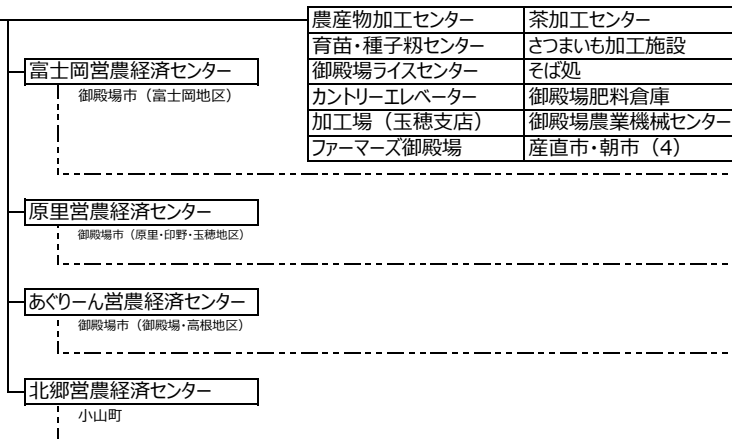 農産物加工センター 茶加工センター
育苗・種子籾センター さつまいも加工施設
富士岡営農経済センター 御殿場ライスセンター そば処
御殿場市（富士岡地区） カントリーエレベーター 御殿場肥料倉庫
加工場（玉穂支店） 御殿場農業機械センター
ファーマーズ御殿場 産直市・朝市（4）
原里営農経済センター
御殿場市（原里・印野・玉穂地区）
あぐりーん営農経済センター
御殿場市（御殿場・高根地区）
北郷営農経済センター
小山町